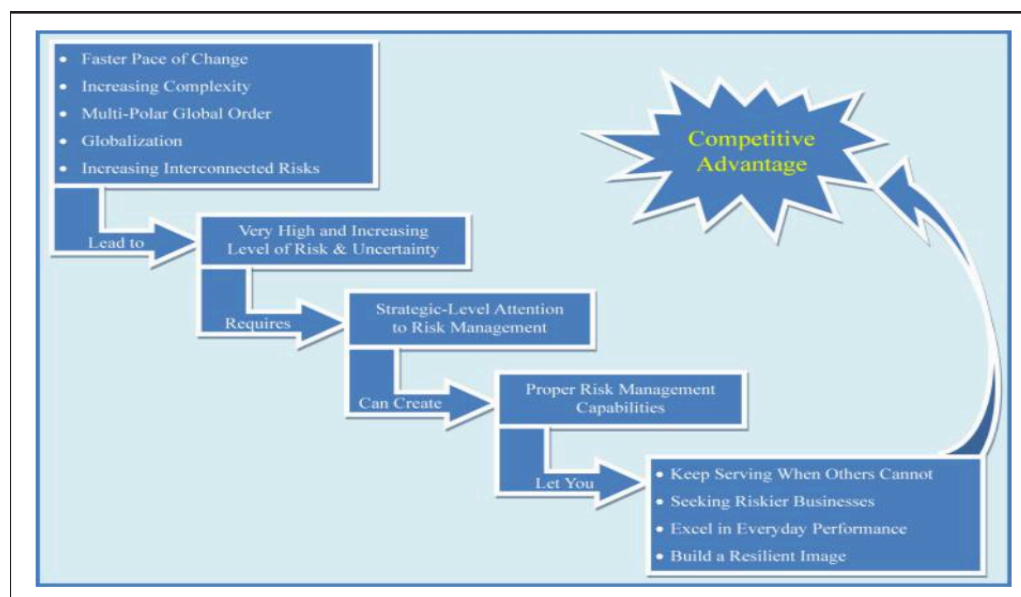 • Faster Pace of Change
• Increasing Complexity
• Multi-Polar Global Order
• Globalization
• Increasing Interconnected Risks
Competitive
Advantage
Lead to
Very High and Increasing
Level of Risk & Uncertainty
Requires
Strategic-Level Attention
to Risk Management
Can Create
Proper Risk Management
Capabilities
Let You
• Keep Serving When Others Cannot
• Seeking Riskier Businesses
• Excel in Everyday Performance
• Build a Resilient Image